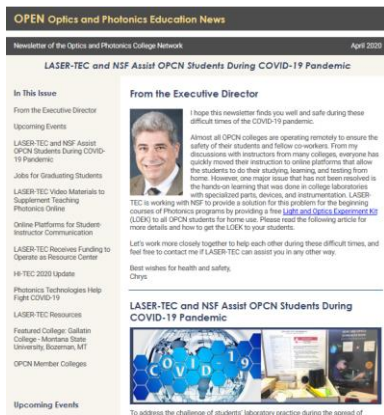 OPEN Optics and Photonics Education News
Newsletter of the Optics and Photonics College Network
April 2020
LASER-TEC and NSF Assist OPCN Students During COVID-19 Pandemic
In This Issue
From the Executive Director
Upcoming Events
LASER-TEC and NSF Assist
OPCN Students During COVID-
19 Pandemic
Jobs for Graduating Students
LASER-TEC Video Materials to
Supplement Teaching
Photonics Online
Online Platforms for Student-
Instructor Communication
LASER-TEC Receives Funding to
Operate as Resource Center
HI-TEC 2020 Update
Photonics Technologies Help
Fight COVID-19
LASER-TEC Resources
Featured College: Gallatin
College - Montana State
University, Bozeman, MT
OPCN Member Colleges
Upcoming Events
From the Executive Director
I hope this newsletter finds you well and safe during these
difficult times of the COVID-19 pandemic.
Almost all OPCN colleges are operating remotely to ensure the
safety of their students and fellow co-workers. From my
discussions with instructors from many colleges, everyone has
quickly moved their instruction to online platforms that allow
the students to do their studying, learning, and testing from
home. However, one major issue that has not been resolved is
the hands-on learning that was done in college laboratories
with specialized parts, devices, and instrumentation. LASER-
TEC is working with NSF to provide a solution for this problem for the beginning
courses of Photonics programs by providing a free Light and Optics Experiment Kit
(LOEK) to all OPCN students for home use. Please read the following article for
more details and how to get the LOEK to your students.
Let's work more closely together to help each other during these difficult times, and
feel free to contact me if LASER-TEC can assist you in any other way.
Best wishes for health and safety,
Chrys
LASER-TEC and NSF Assist OPCN Students During
COVID-19 Pandemic
COVID-19
To address the challenge of students' laboratory practice during the spread of